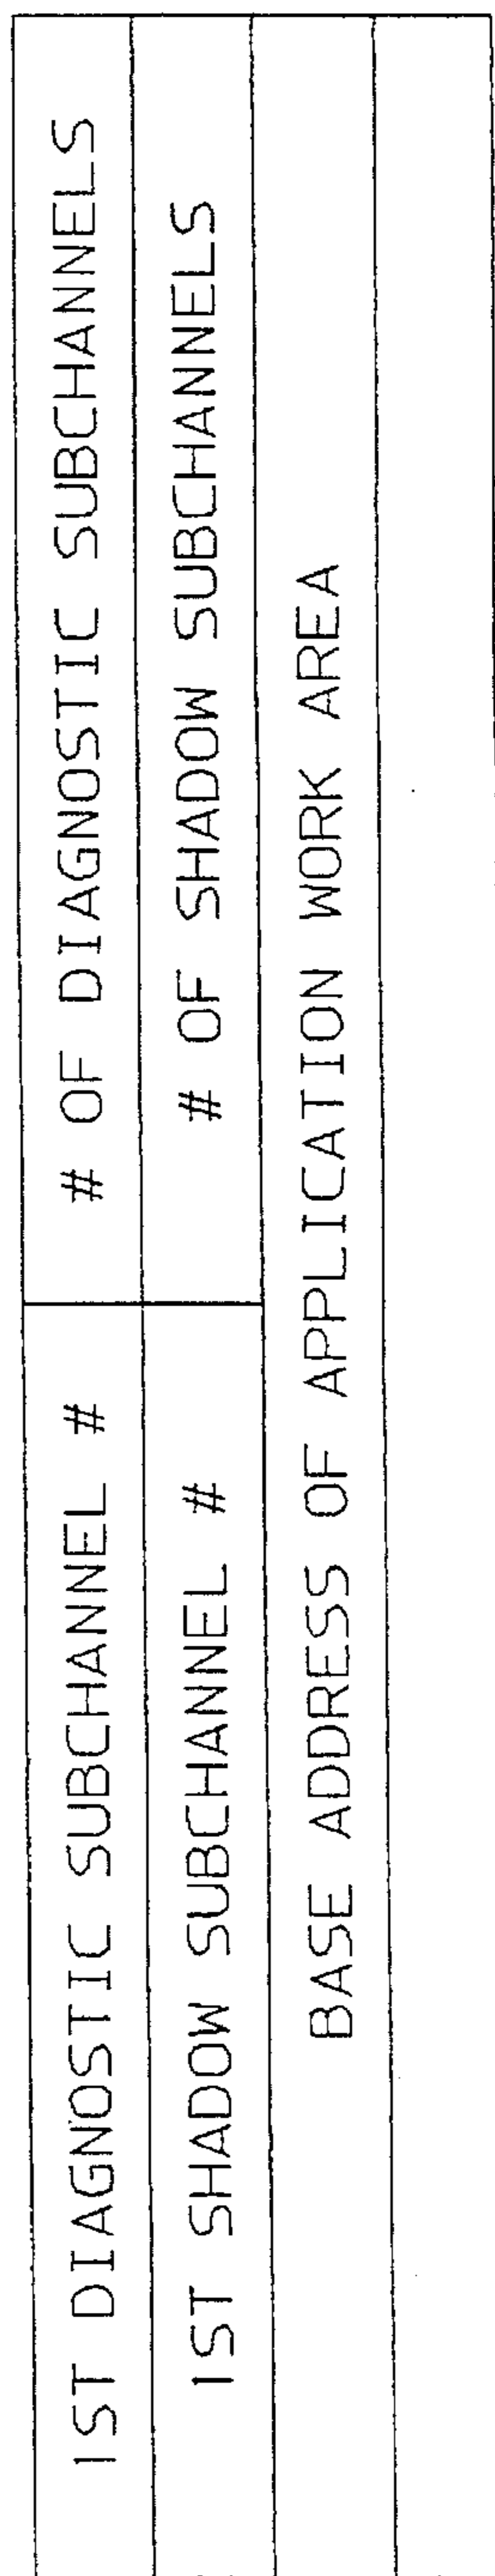 1ST DIAGNOSTIC SUBCHANNEL # # OF DIAGNOSTIC SUBCHANNELS
1ST SHADOW SUBCHANNEL # # OF SHADOW SUBCHANNELS
BASE ADDRESS OF APPLICATION WORK AREA